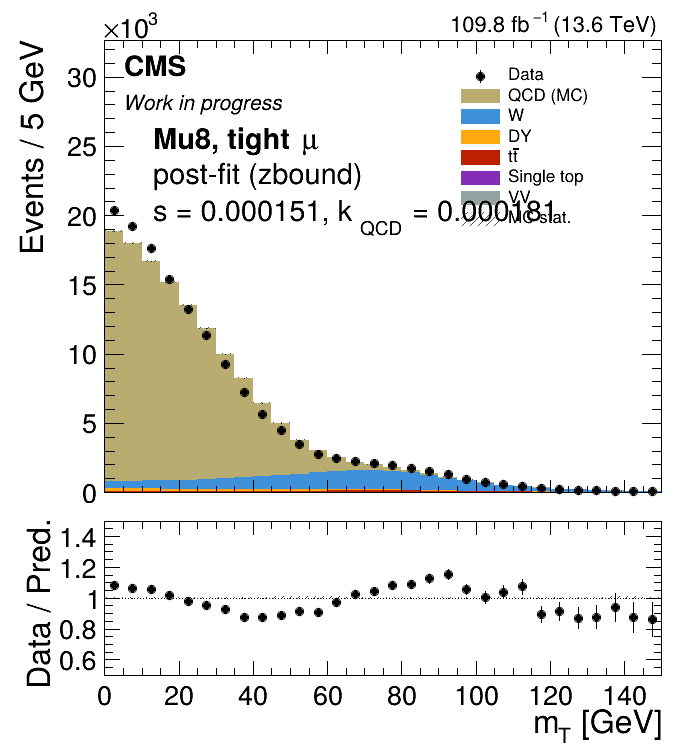 ×10³
109.8 fb⁻¹ (13.6 TeV)
Events / 5 GeV
CMS
Work in progress
Mu8, tight μ
post-fit (zbound)
s = 0.000151, k_QCD = 0.000181
Data
QCD (MC)
W
DY
tt̅
Single top
VV
MC stat.
30
25
20
15
10
5
0
Data / Pred.
1.4
1.2
1
0.8
0.6
0 20 40 60 80 100 120 140
m_T [GeV]